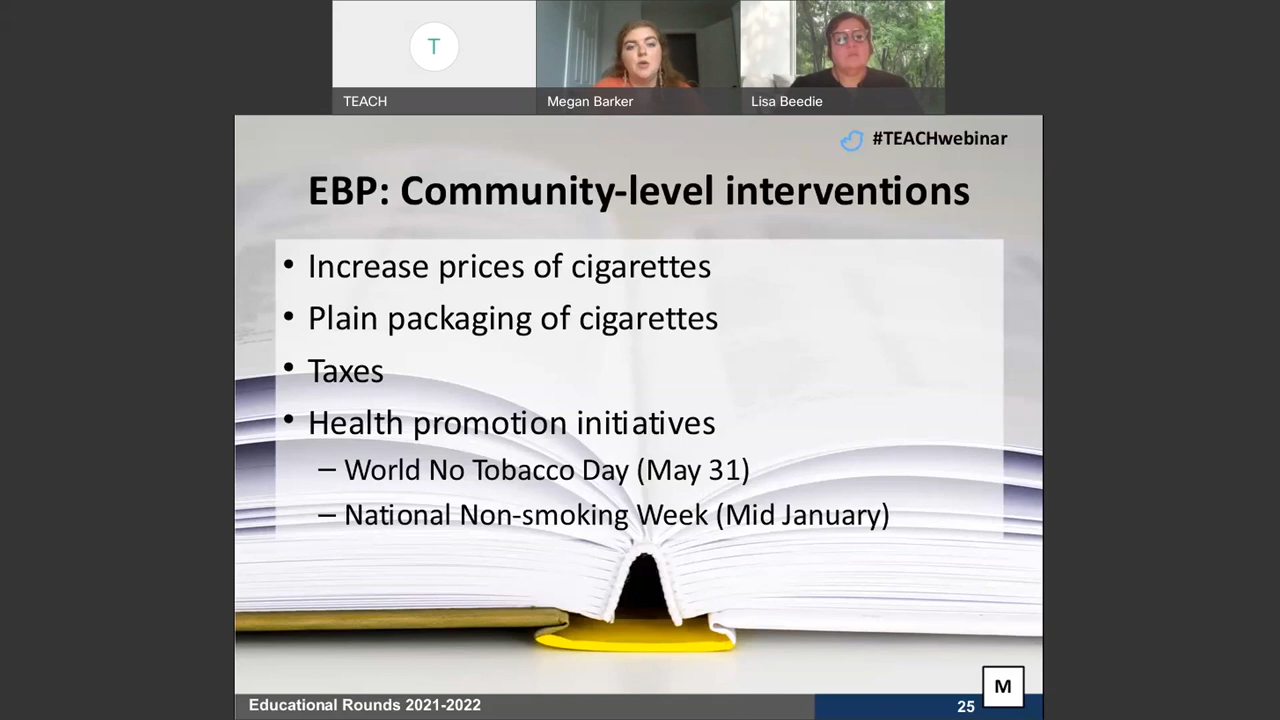 T
TEACH
Megan Barker
Lisa Beedie
#TEACHwebinar
EBP: Community-level interventions
• Increase prices of cigarettes
• Plain packaging of cigarettes
• Taxes
• Health promotion initiatives
– World No Tobacco Day (May 31)
– National Non-smoking Week (Mid January)
M
Educational Rounds 2021-2022
25